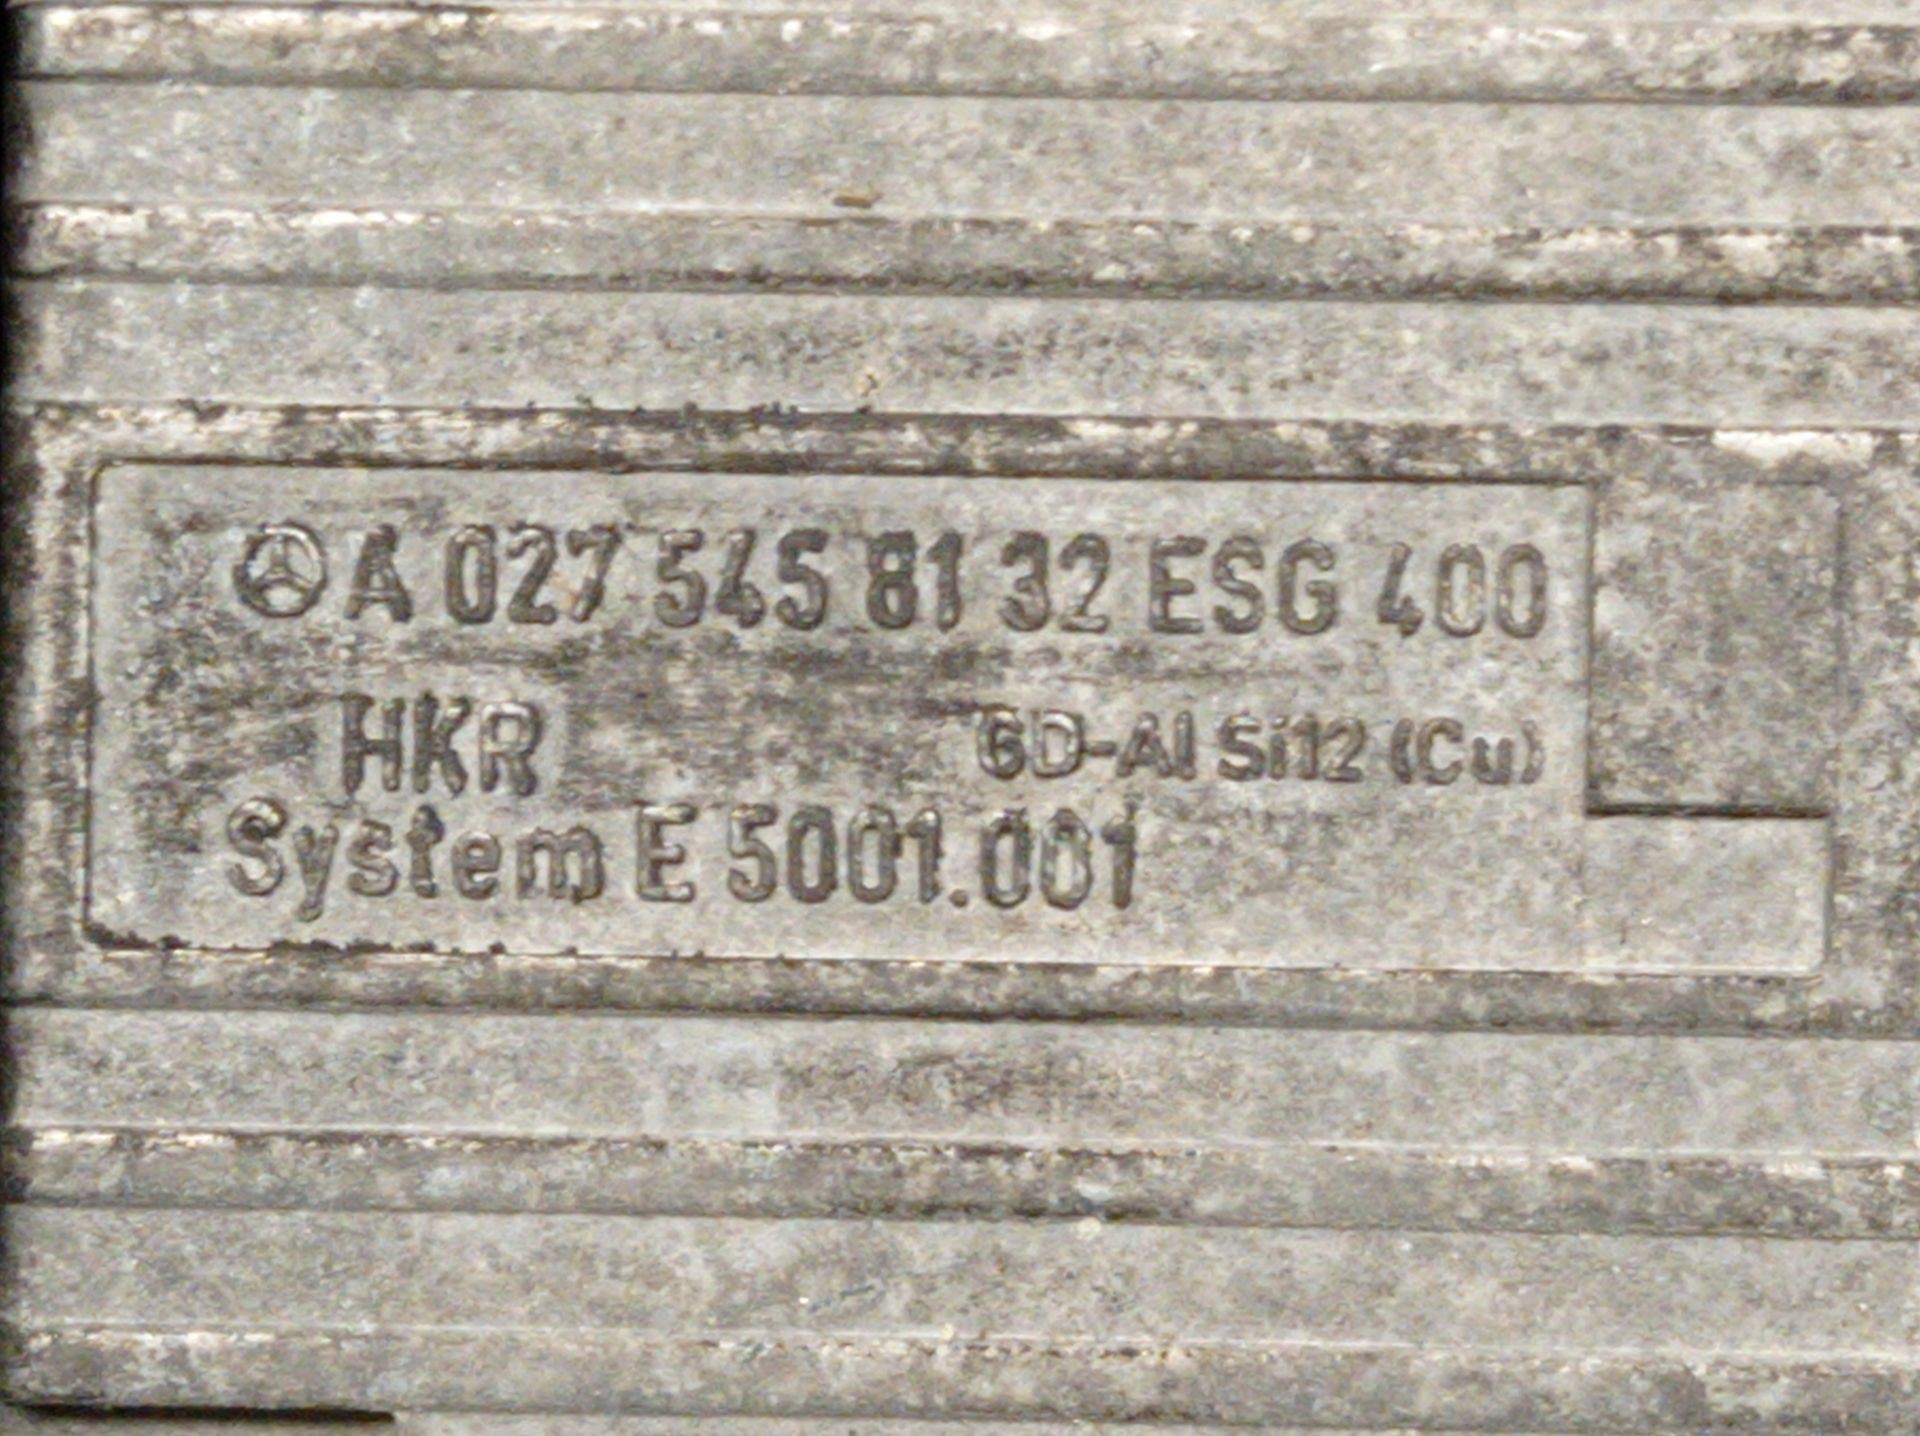 A 027 545 81 32 ESG 400
HKR GD-Al Si12 (Cu)
System E 5001.001